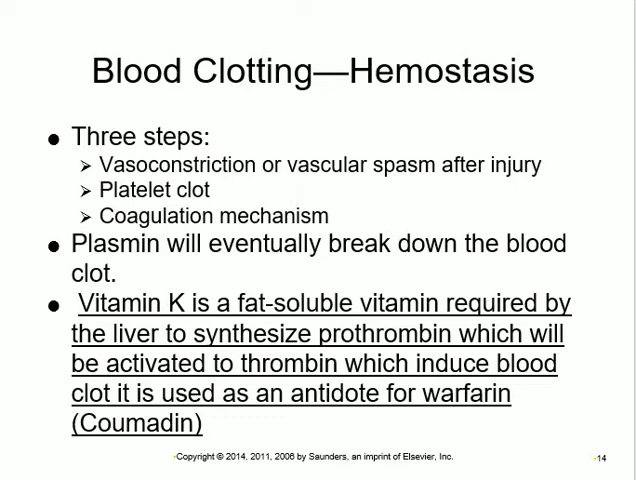 Blood Clotting—Hemostasis
● Three steps:
➢ Vasoconstriction or vascular spasm after injury
➢ Platelet clot
➢ Coagulation mechanism
● Plasmin will eventually break down the blood
clot.
● Vitamin K is a fat-soluble vitamin required by
the liver to synthesize prothrombin which will
be activated to thrombin which induce blood
clot it is used as an antidote for warfarin
(Coumadin)
•Copyright © 2014, 2011, 2006 by Saunders, an imprint of Elsevier, Inc.
•14